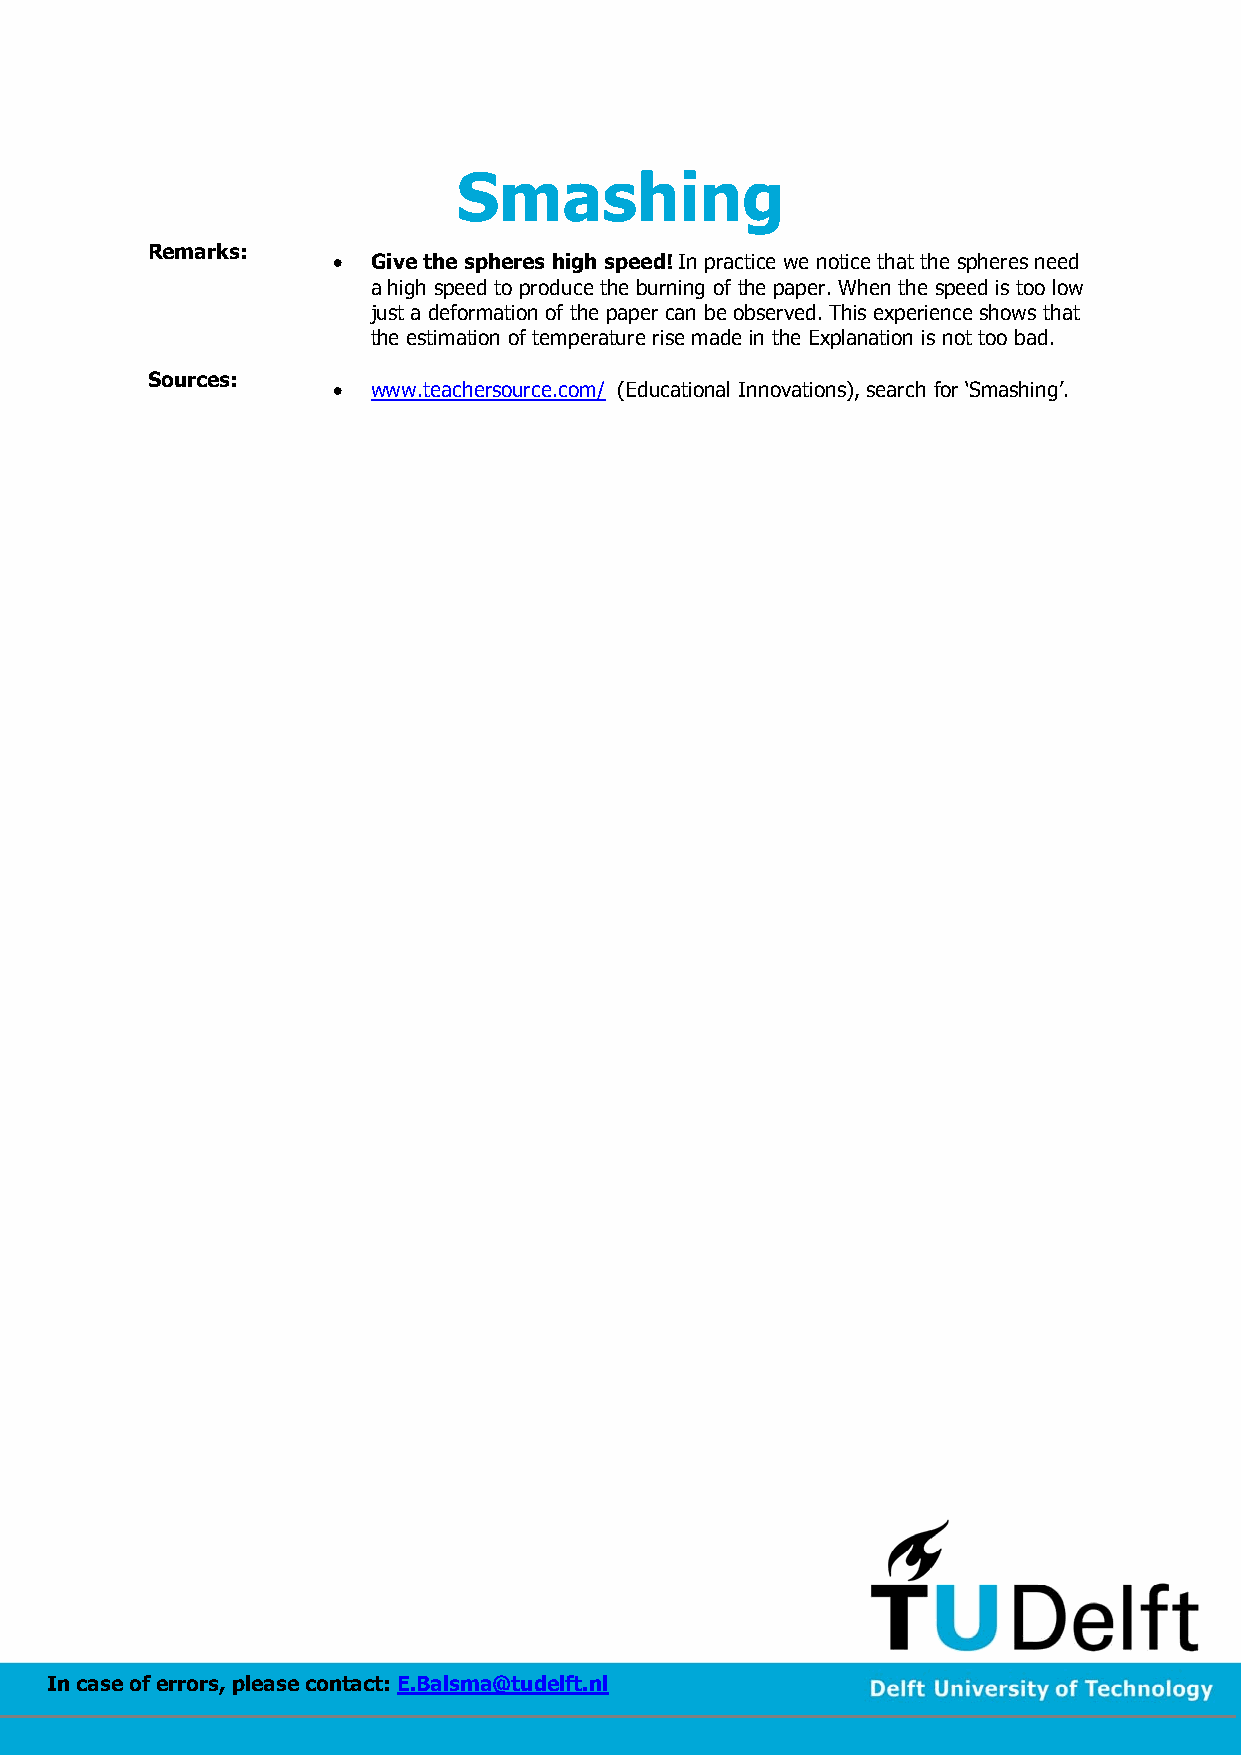 Smashing
Remarks:
• Give the spheres high speed! In practice we notice that the spheres need
a high speed to produce the burning of the paper. When the speed is too low
just a deformation of the paper can be observed. This experience shows that
the estimation of temperature rise made in the Explanation is not too bad.
Sources:
• www.teachersource.com/ (Educational Innovations), search for ‘Smashing’.
TUDelft
In case of errors, please contact: E.Balsma@tudelft.nl
Delft University of Technology